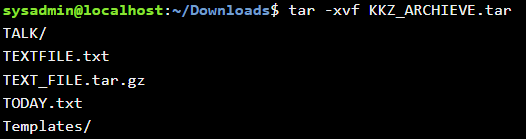 sysadmin@localhost:~/Downloads$ tar -xvf KKZ_ARCHIEVE.tar
TALK/
TEXTFILE.txt
TEXT_FILE.tar.gz
TODAY.txt
Templates/